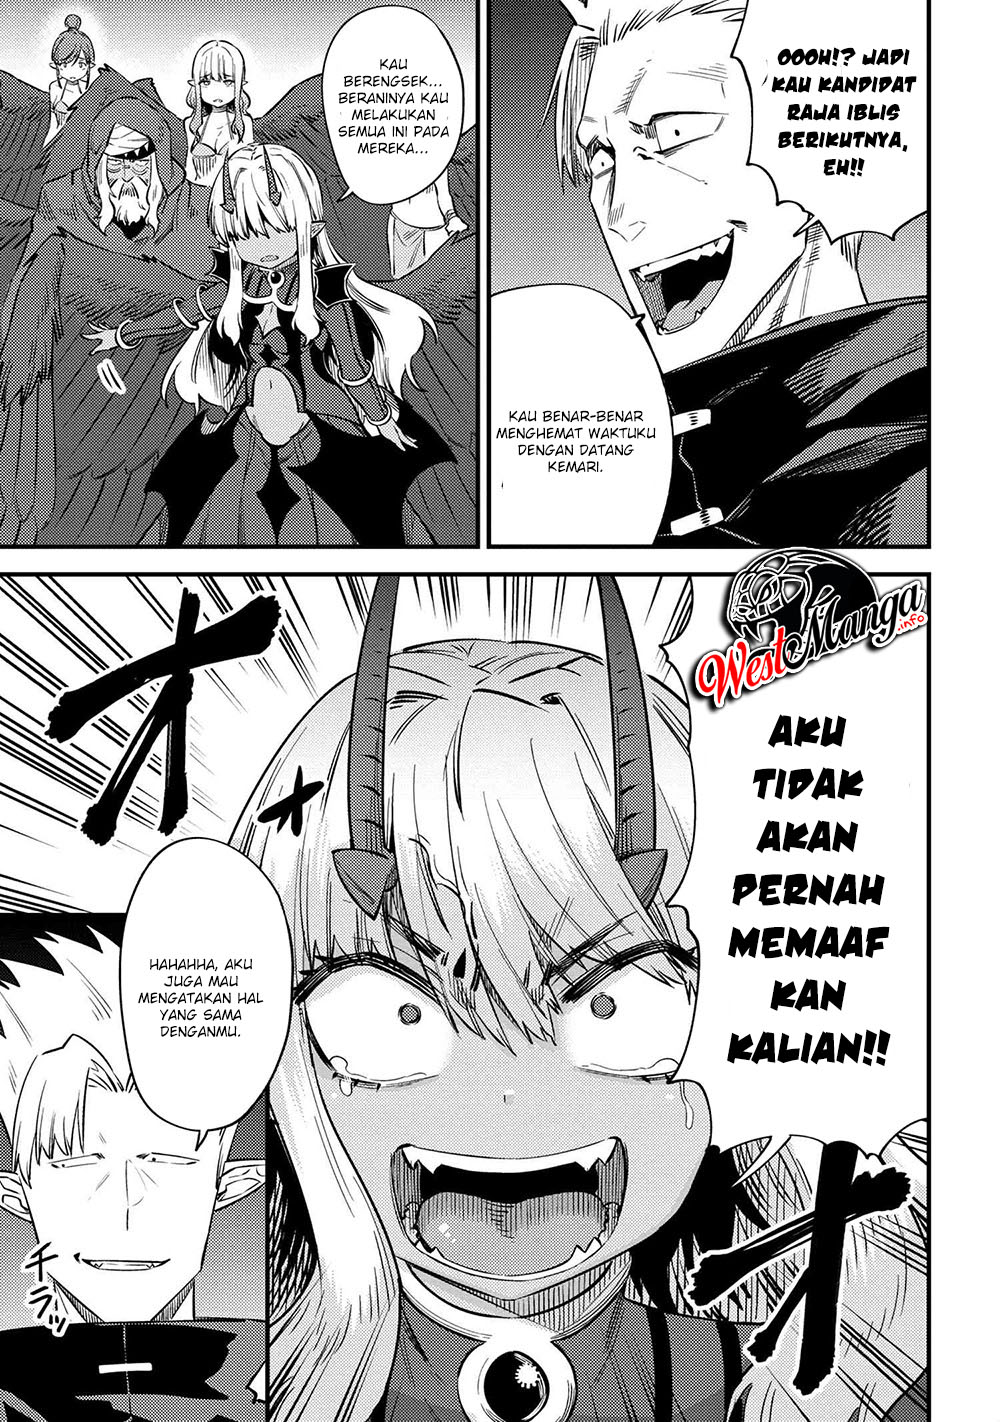 OOOH!? JADI
KAU KANDIDAT
RAJA IBLIS
BERIKUTNYA,
EH!!
KAU BENAR-BENAR
MENGHEMAT WAKTUKU
DENGAN DATANG
KEMARI.
KAU
BERENGSEK...
BERANINYA KAU
MELAKUKAN
SEMUA INI PADA
MEREKA...
WESTMANGA
.info
AKU
TIDAK
AKAN
PERNAH
MEMAAF
KAN
KALIAN!!
オ
オ
HAHAHHA, AKU
JUGA MAU
MENGATAKAN HAL
YANG SAMA
DENGANMU.
チラッ